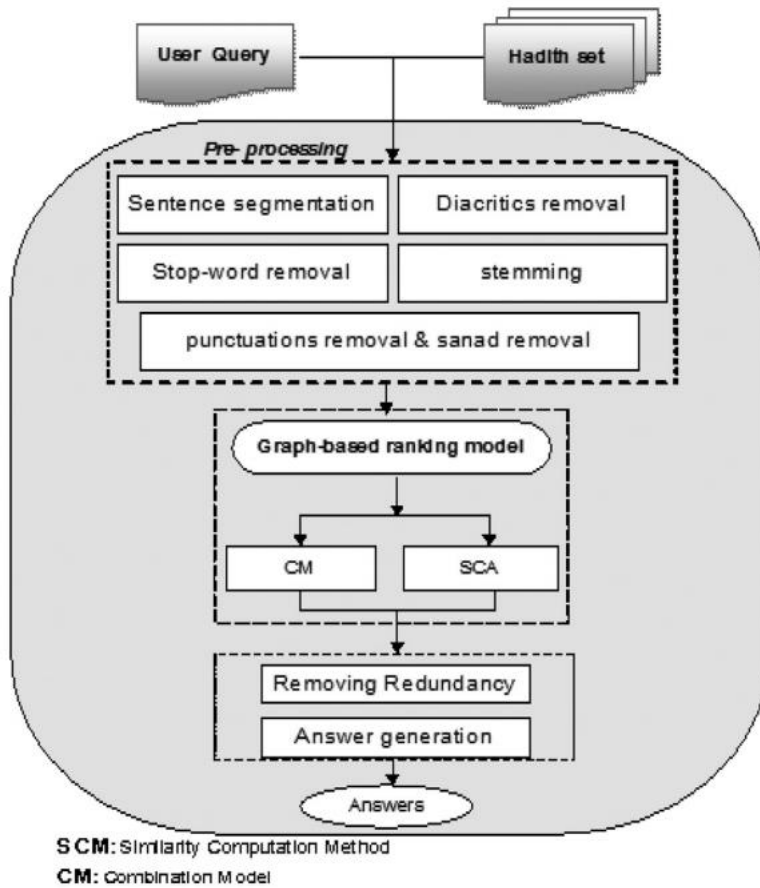 User Query
Hadith set
Pre- processing
Sentence segmentation
Diacritics removal
Stop-word removal
stemming
punctuations removal & sanad removal
Graph-based ranking model
CM
SCA
Removing Redundancy
Answer generation
Answers
SCM: Similarity Computation Method
CM: Combination Model